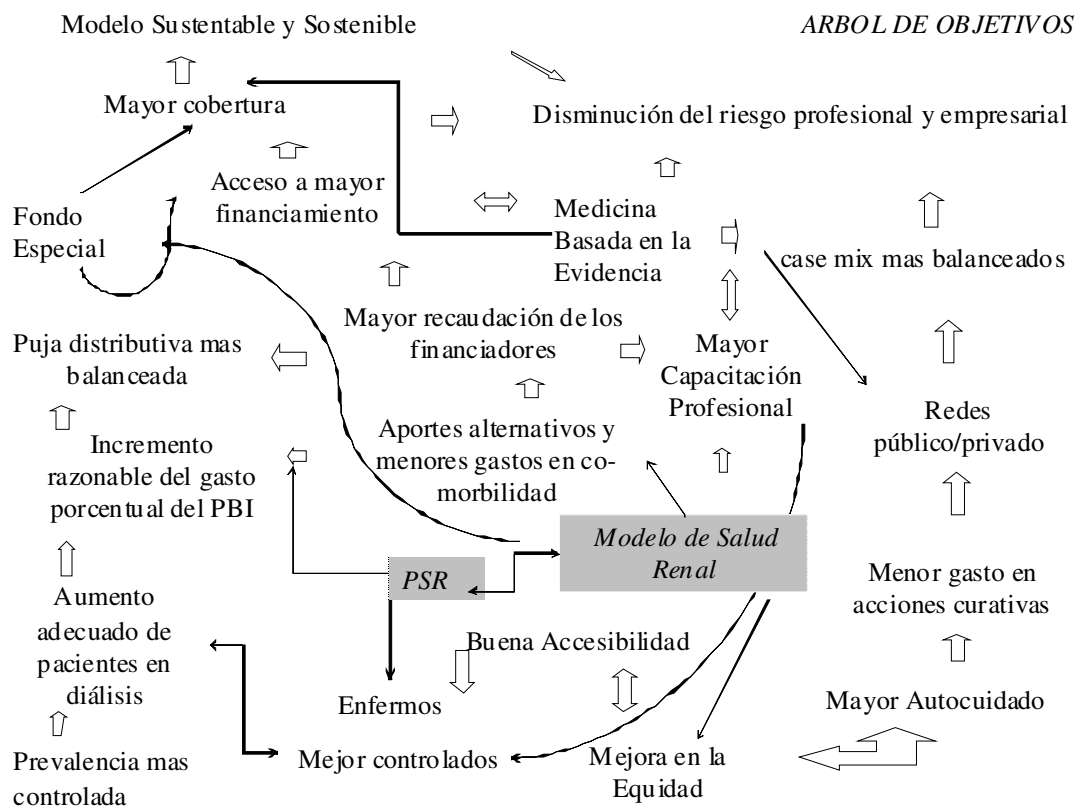 Modelo Sustentable y Sostenible
ARBOL DE OBJETIVOS
Mayor cobertura
Disminución del riesgo profesional y empresarial
Acceso a mayor
financiamiento
Fondo
Especial
Medicina
Basada en la
Evidencia
case mix mas balanceados
Mayor recaudación de los
financiadores
Puja distributiva mas
balanceada
Mayor
Capacitación
Profesional
Redes
público/privado
Incremento
razonable del gasto
porcentual del PBI
Aportes alternativos y
menores gastos en co-
morbilidad
Modelo de Salud
Renal
PSR
Menor gasto en
acciones curativas
Aumento
adecuado de
pacientes en
diálisis
Buena Accesibilidad
Enfermos
Mayor Autocuidado
Mejor controlados
Mejora en la
Equidad
Prevalencia mas
controlada